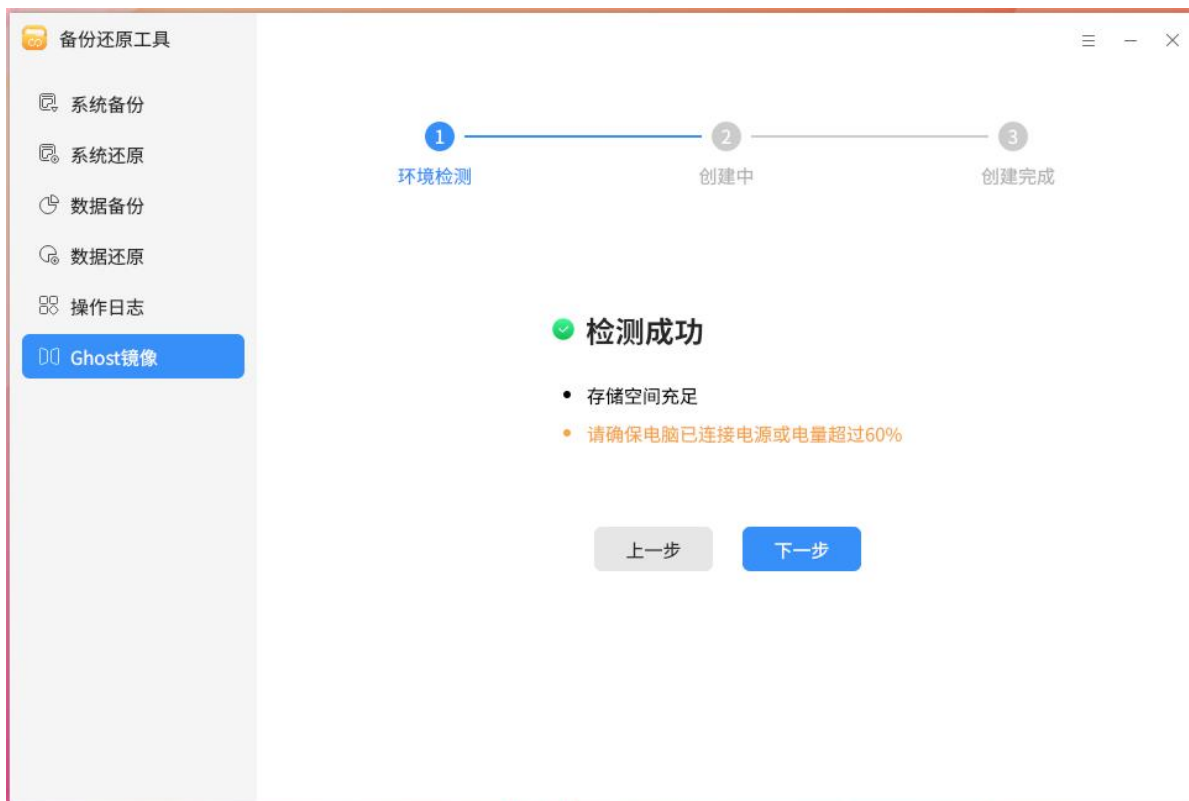 备份还原工具
系统备份
系统还原
数据备份
数据还原
操作日志
Ghost镜像
1 2 3
环境检测 创建中 创建完成
检测成功
存储空间充足
请确保电脑已连接电源或电量超过60%
上一步 下一步